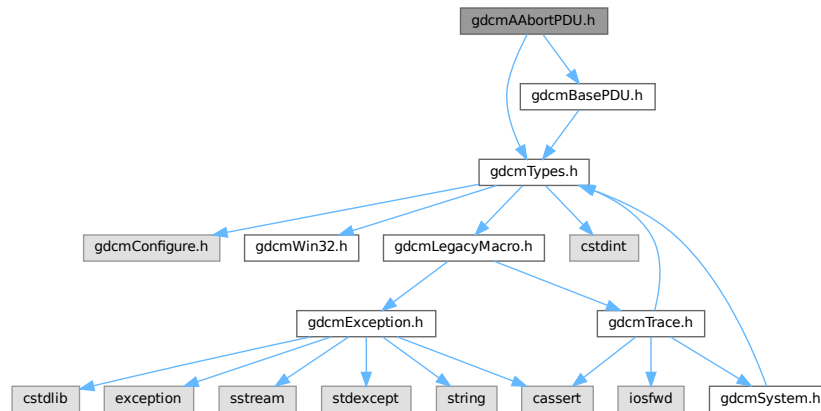 gdcmAAbortPDU.h
gdcmBasePDU.h
gdcmTypes.h
gdcmConfigure.h
gdcmWin32.h
gdcmLegacyMacro.h
cstdint
gdcmException.h
gdcmTrace.h
cstdlib
exception
sstream
stdexcept
string
cassert
iosfwd
gdcmSystem.h